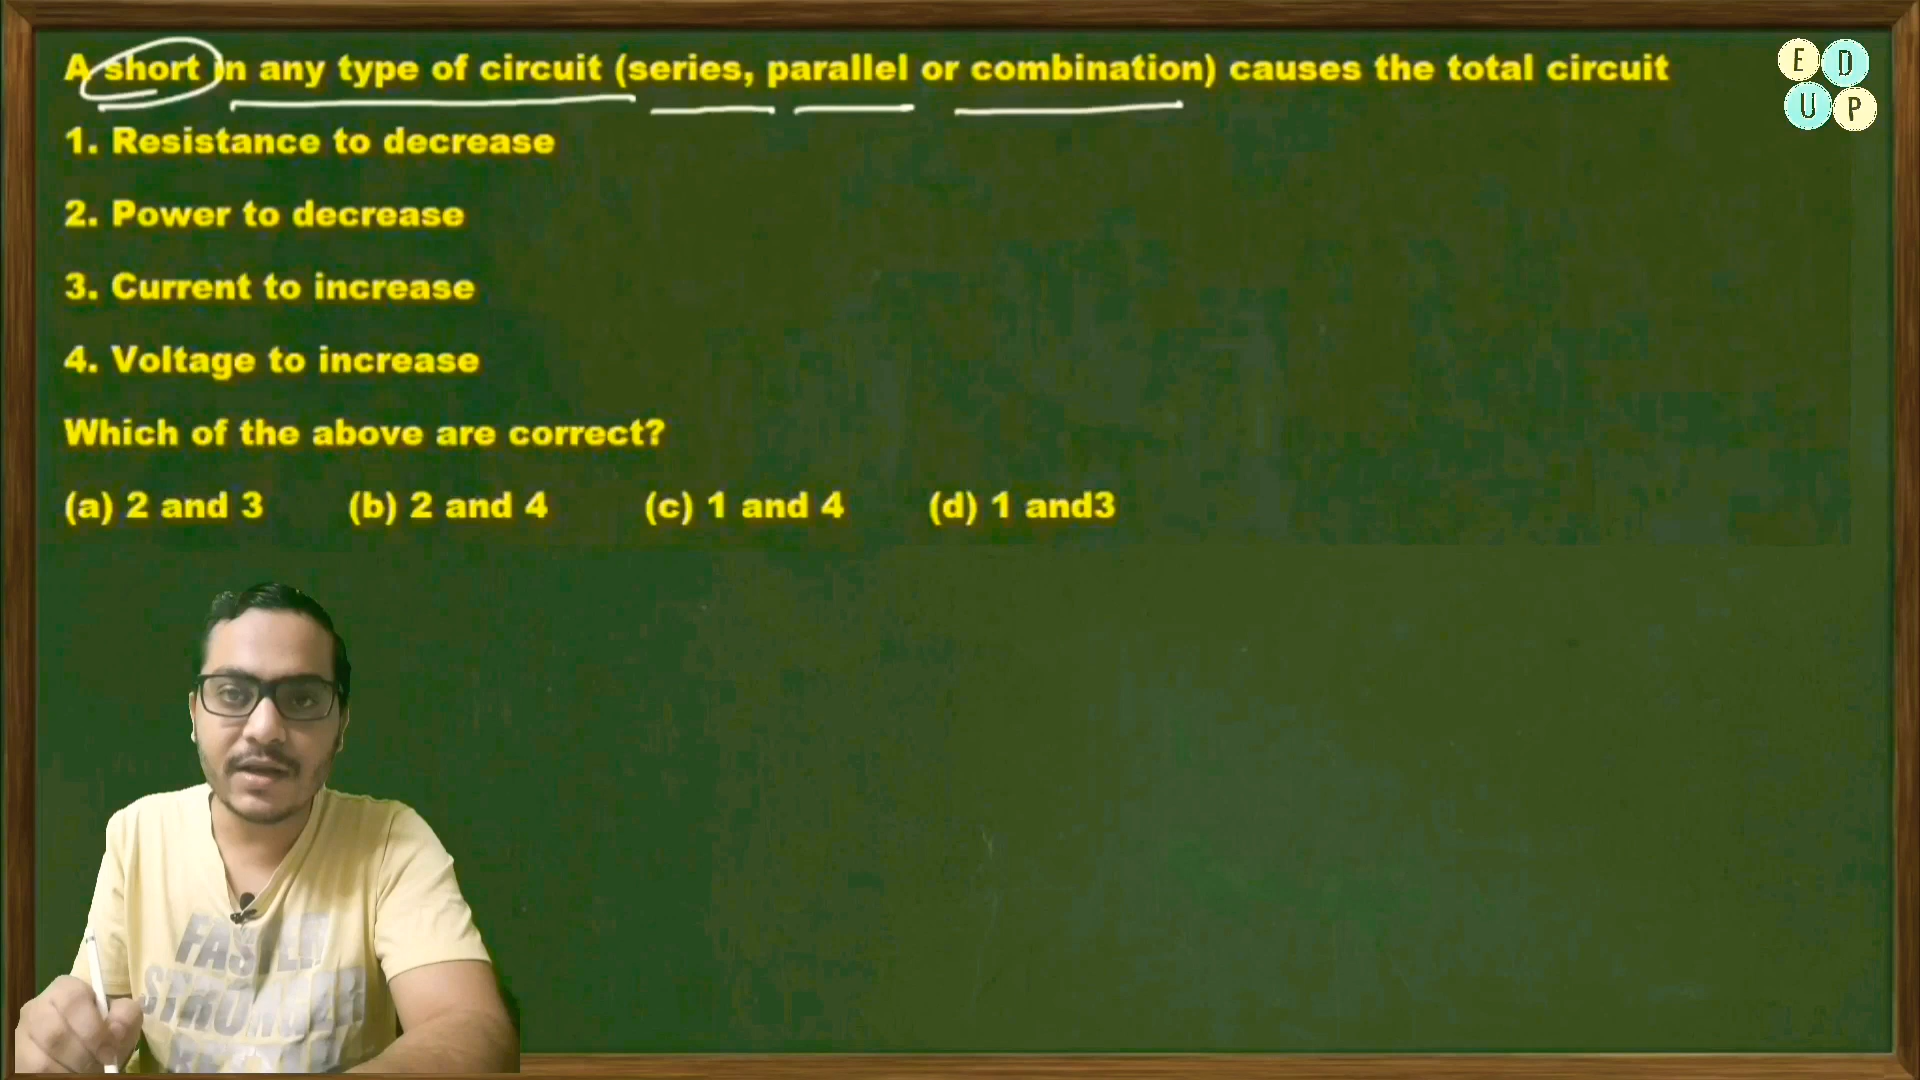 A short in any type of circuit (series, parallel or combination) causes the total circuit
1. Resistance to decrease
2. Power to decrease
3. Current to increase
4. Voltage to increase
Which of the above are correct?
(a) 2 and 3 (b) 2 and 4 (c) 1 and 4 (d) 1 and3
E D
U P
FASTER
STRONGER